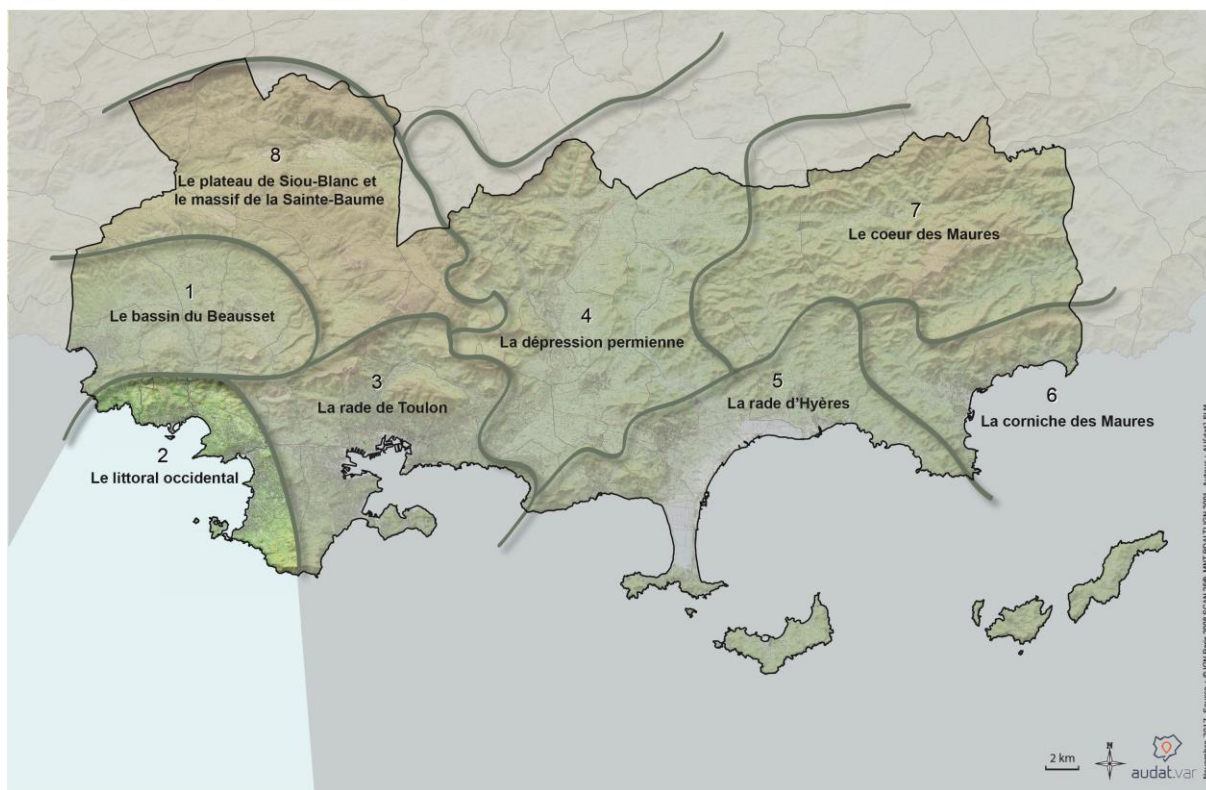 8
Le plateau de Siou-Blanc et
le massif de la Sainte-Baume
7
Le coeur des Maures
1
Le bassin du Beausset
4
La dépression permienne
3
La rade de Toulon
5
La rade d'Hyères
6
La corniche des Maures
2
Le littoral occidental
2 km
N
audat.var